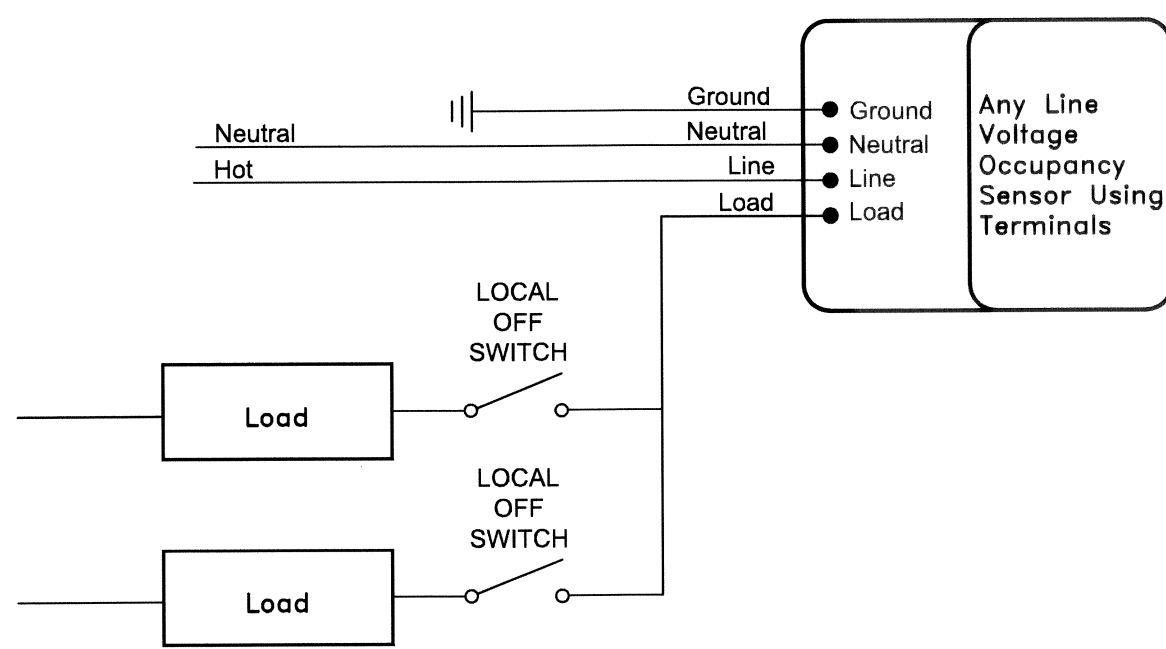 Ground
Neutral
Neutral
Hot
Line
Load
Ground
Neutral
Line
Load
Any Line
Voltage
Occupancy
Sensor Using
Terminals
LOCAL
OFF
SWITCH
Load
LOCAL
OFF
SWITCH
Load